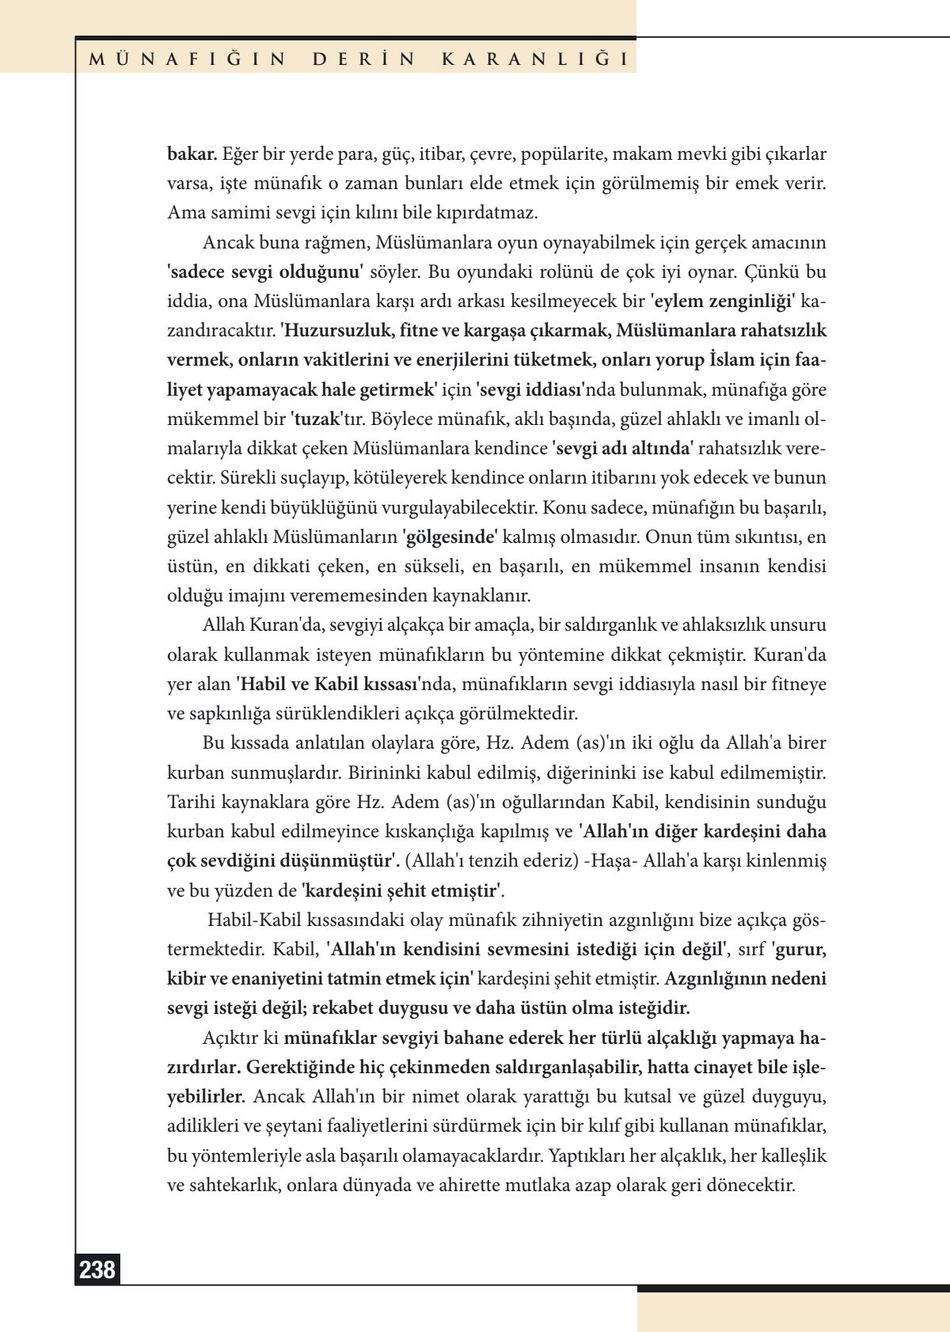 MÜNAFIĞIN DERİN KARANLIĞI
bakar. Eğer bir yerde para, güç, itibar, çevre, popülarite, makam mevki gibi çıkarlar
varsa, işte münafık o zaman bunları elde etmek için görülmemiş bir emek verir.
Ama samimi sevgi için kılını bile kıpırdatmaz.
Ancak buna rağmen, Müslümanlara oyun oynayabilmek için gerçek amacının
'sadece sevgi olduğunu' söyler. Bu oyundaki rolünü de çok iyi oynar. Çünkü bu
iddia, ona Müslümanlara karşı ardı arkası kesilmeyecek bir 'eylem zenginliği' ka-
zandıracaktır. 'Huzursuzluk, fitne ve kargaşa çıkarmak, Müslümanlara rahatsızlık
vermek, onların vakitlerini ve enerjilerini tüketmek, onları yorup İslam için faa-
liyet yapamayacak hale getirmek' için 'sevgi iddiası'nda bulunmak, münafığa göre
mükemmel bir 'tuzak'tır. Böylece münafık, aklı başında, güzel ahlaklı ve imanlı ol-
malarıyla dikkat çeken Müslümanlara kendince 'sevgi adı altında' rahatsızlık vere-
cektir. Sürekli suçlayıp, kötüleyerek kendince onların itibarını yok edecek ve bunun
yerine kendi büyüklüğünü vurgulayabilecektir. Konu sadece, münafığın bu başarılı,
güzel ahlaklı Müslümanların 'gölgesinde' kalmış olmasıdır. Onun tüm sıkıntısı, en
üstün, en dikkati çeken, en sükseli, en başarılı, en mükemmel insanın kendisi
olduğu imajını verememesinden kaynaklanır.
Allah Kuran'da, sevgiyi alçakça bir amaçla, bir saldırganlık ve ahlaksızlık unsuru
olarak kullanmak isteyen münafıkların bu yöntemine dikkat çekmiştir. Kuran'da
yer alan 'Habil ve Kabil kıssası'nda, münafıkların sevgi iddiasıyla nasıl bir fitneye
ve sapkınlığa sürüklendikleri açıkça görülmektedir.
Bu kıssada anlatılan olaylara göre, Hz. Adem (as)'ın iki oğlu da Allah'a birer
kurban sunmuşlardır. Birininki kabul edilmiş, diğerininki ise kabul edilmemiştir.
Tarihi kaynaklara göre Hz. Adem (as)'ın oğullarından Kabil, kendisinin sunduğu
kurban kabul edilmeyince kıskançlığa kapılmış ve 'Allah'ın diğer kardeşini daha
çok sevdiğini düşünmüştür'. (Allah'ı tenzih ederiz) -Haşa- Allah'a karşı kinlenmiş
ve bu yüzden de 'kardeşini şehit etmiştir'.
Habil-Kabil kıssasındaki olay münafık zihniyetin azgınlığını bize açıkça gös-
termektedir. Kabil, 'Allah'ın kendisini sevmesini istediği için değil', sırf 'gurur,
kibir ve enaniyetini tatmin etmek için' kardeşini şehit etmiştir. Azgınlığının nedeni
sevgi isteği değil; rekabet duygusu ve daha üstün olma isteğidir.
Açıktır ki münafıklar sevgiyi bahane ederek her türlü alçaklığı yapmaya ha-
zırdırlar. Gerektiğinde hiç çekinmeden saldırganlaşabilir, hatta cinayet bile işle-
yebilirler. Ancak Allah'ın bir nimet olarak yarattığı bu kutsal ve güzel duyguyu,
adilikleri ve şeytani faaliyetlerini sürdürmek için bir kılıf gibi kullanan münafıklar,
bu yöntemleriyle asla başarılı olamayacaklardır. Yaptıkları her alçaklık, her kalleşlik
ve sahtekarlık, onlara dünyada ve ahirette mutlaka azap olarak geri dönecektir.
238